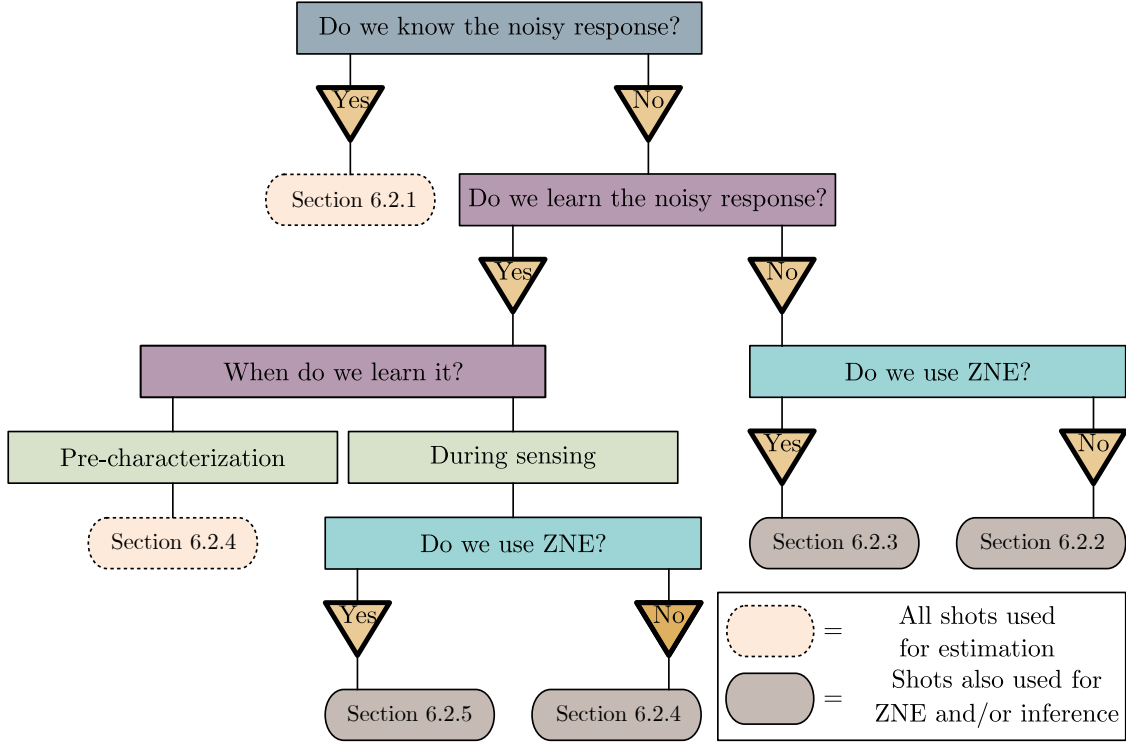 Do we know the noisy response?
Yes
No
Section 6.2.1
Do we learn the noisy response?
Yes
No
When do we learn it?
Do we use ZNE?
Pre-characterization
During sensing
Yes
No
Section 6.2.4
Do we use ZNE?
Section 6.2.3
Section 6.2.2
Yes
No
Section 6.2.5
Section 6.2.4
= All shots used
for estimation
= Shots also used for
ZNE and/or inference